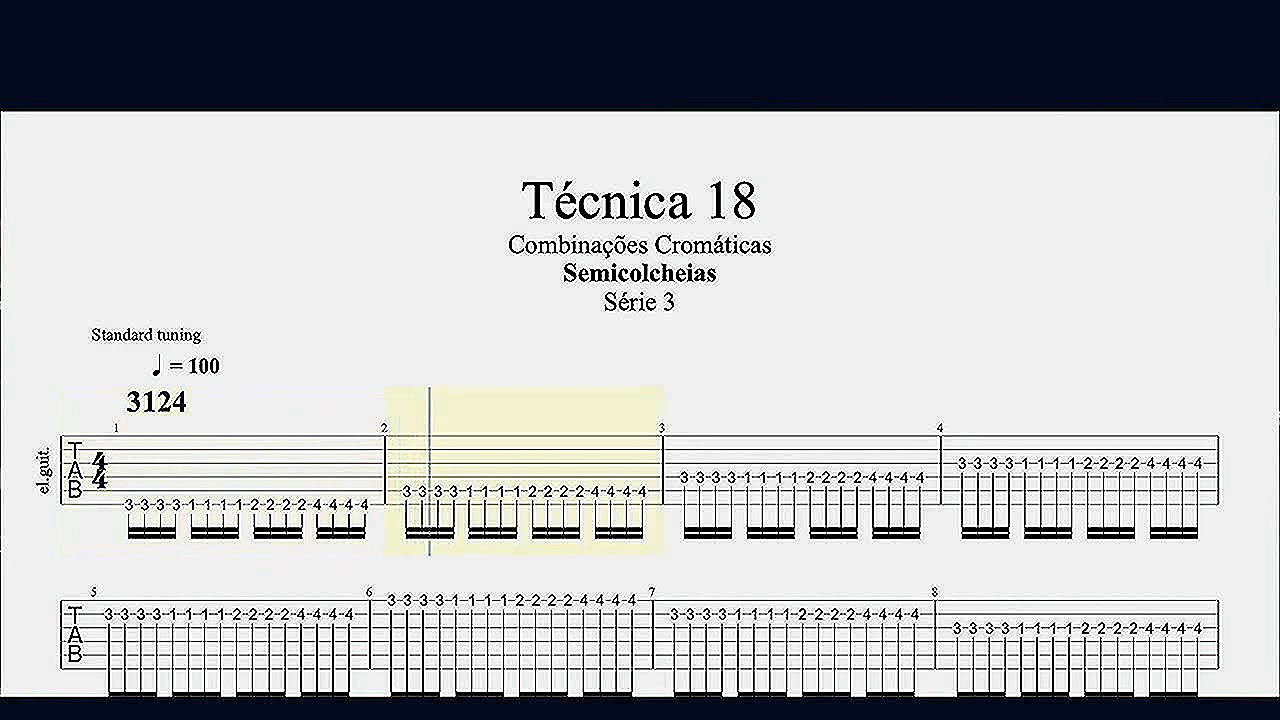 Técnica 18
Combinações Cromáticas
Semicolcheias
Série 3
Standard tuning
♩ = 100
3124
1 2 3 4
el.guit.
TAB 4/4
3-3-3-3-1-1-1-1-2-2-2-2-4-4-4-4
3-3-3-3-1-1-1-1-2-2-2-2-4-4-4-4
3-3-3-3-1-1-1-1-2-2-2-2-4-4-4-4
3-3-3-3-1-1-1-1-2-2-2-2-4-4-4-4
5 6 7 8
TAB
3-3-3-3-1-1-1-1-2-2-2-2-4-4-4-4
3-3-3-3-1-1-1-1-2-2-2-2-4-4-4-4
3-3-3-3-1-1-1-1-2-2-2-2-4-4-4-4
3-3-3-3-1-1-1-1-2-2-2-2-4-4-4-4